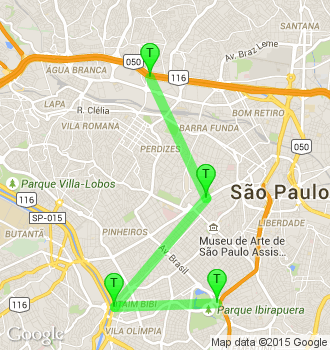 T
050
116
Av. Braz Leme
ÁGUA BRANCA
LAPA
R. Clélia
BOM RETIRO
VILA ROMANA
BARRA FUNDA
050
PERDIZES
T
Parque Villa-Lobos
116
São Paulo
SP-015
LIBERDADE
BUTANTÃ
PINHEIROS
Museu de Arte de
São Paulo Assis...
Av. Brasil
T
T
ITAIM BIBI
Parque Ibirapuera
116
VILA OLÍMPIA
Google
Map data ©2015 Google